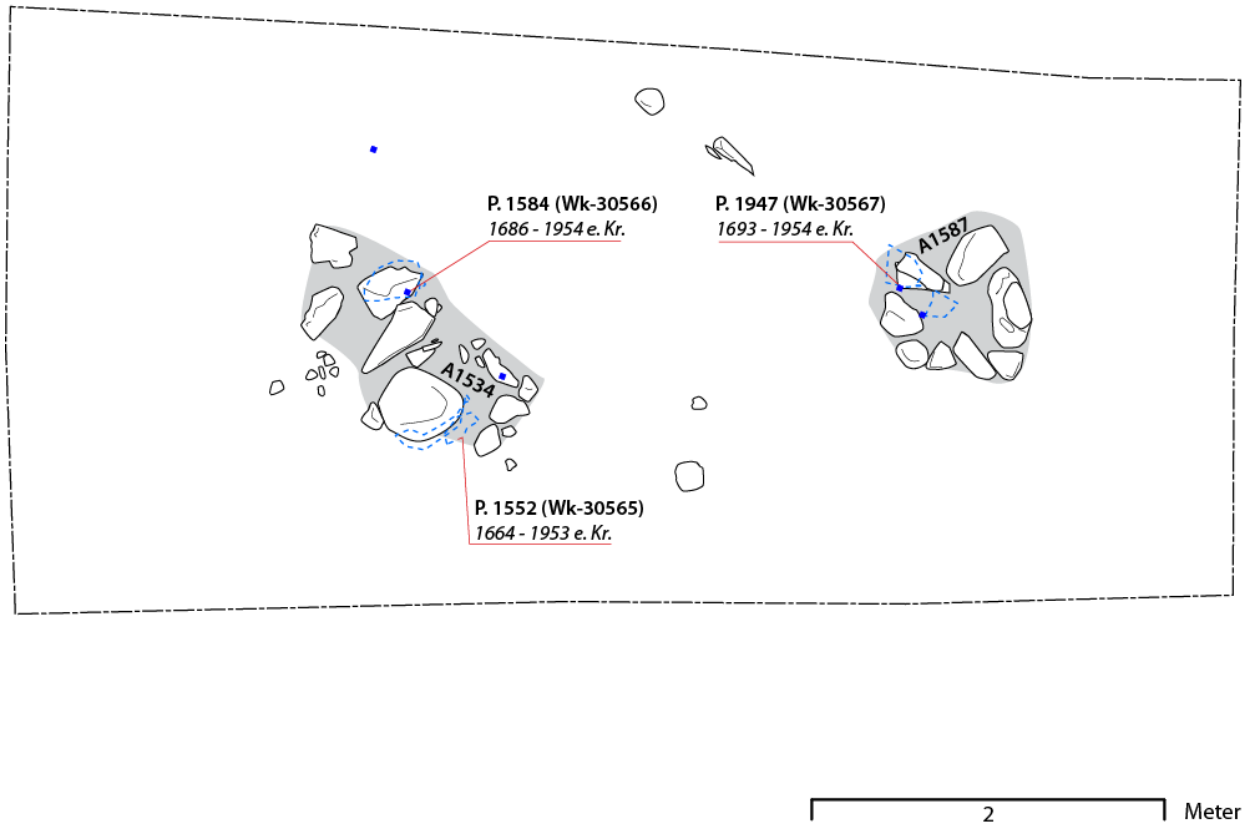 P. 1584 (Wk-30566)
1686 - 1954 e. Kr.
P. 1947 (Wk-30567)
1693 - 1954 e. Kr.
A1587
A1534
P. 1552 (Wk-30565)
1664 - 1953 e. Kr.
2 Meter